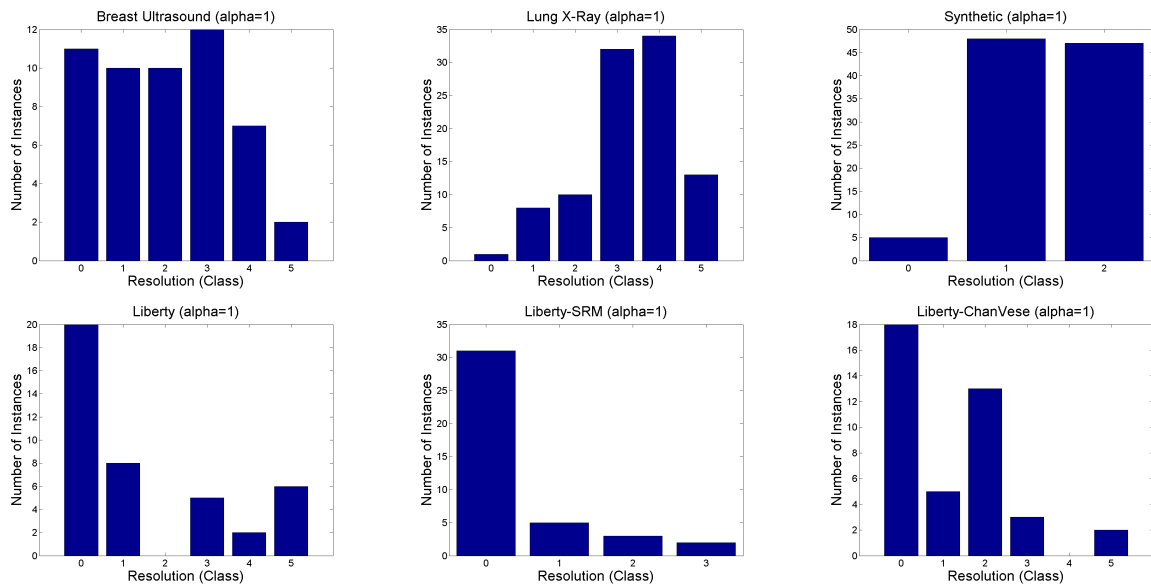 Breast Ultrasound (alpha=1)
12
10
8
6
4
2
0
Number of Instances
0 1 2 3 4 5
Resolution (Class)
Lung X-Ray (alpha=1)
35
30
25
20
15
10
5
0
Number of Instances
0 1 2 3 4 5
Resolution (Class)
Synthetic (alpha=1)
50
45
40
35
30
25
20
15
10
5
0
Number of Instances
0 1 2
Resolution (Class)
Liberty (alpha=1)
20
18
16
14
12
10
8
6
4
2
0
Number of Instances
0 1 2 3 4 5
Resolution (Class)
Liberty-SRM (alpha=1)
35
30
25
20
15
10
5
0
Number of Instances
0 1 2 3
Resolution (Class)
Liberty-ChanVese (alpha=1)
18
16
14
12
10
8
6
4
2
0
Number of Instances
0 1 2 3 4 5
Resolution (Class)